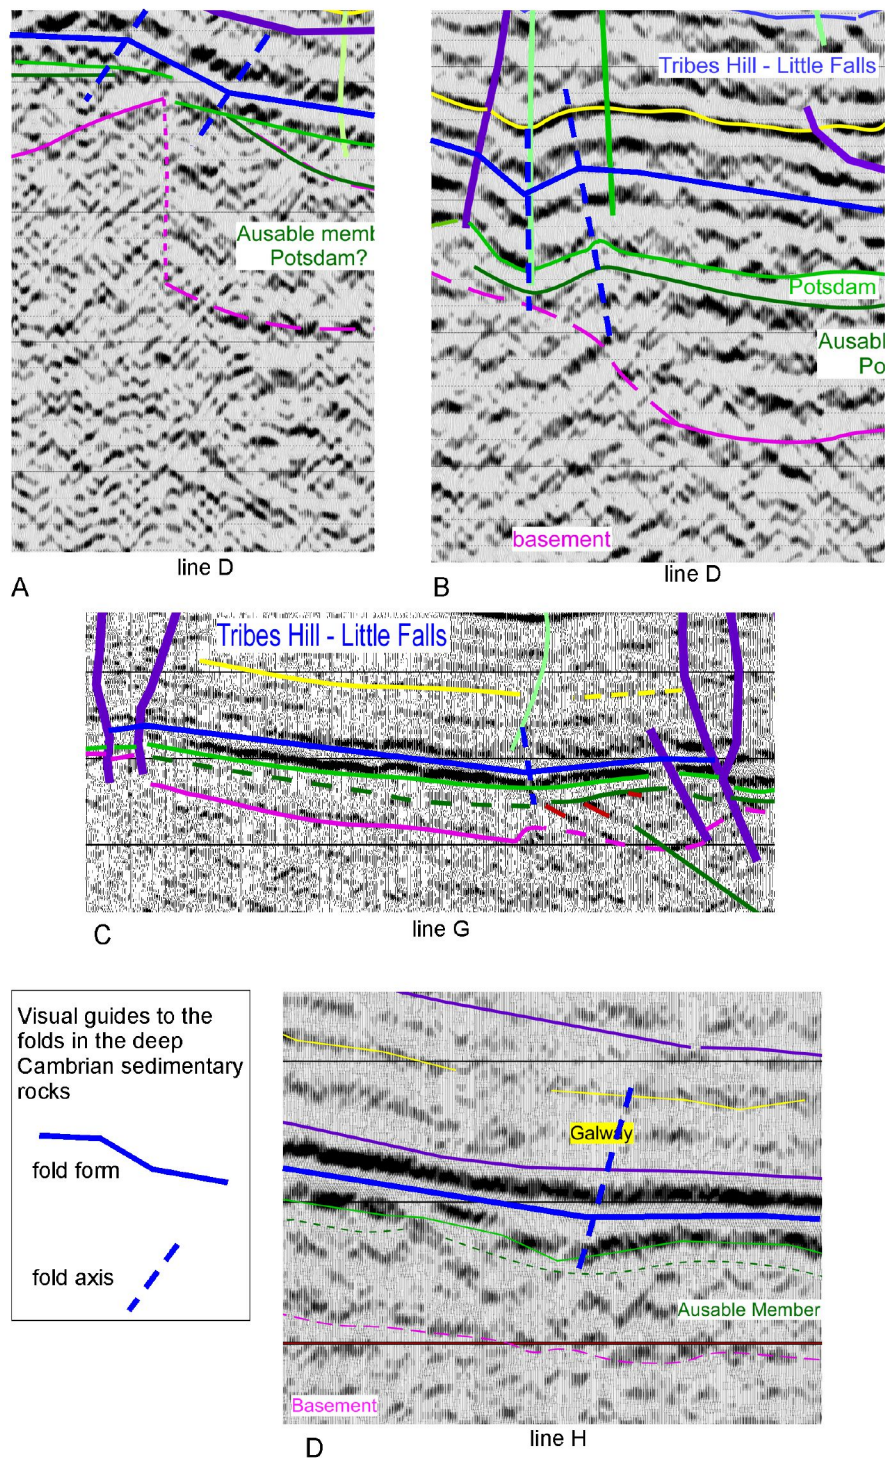 Ausable memb
Potsdam?
line D
A
Tribes Hill - Little Falls
Potsdam
Ausabl
Po
basement
line D
B
Tribes Hill - Little Falls
line G
C
Visual guides to the
folds in the deep
Cambrian sedimentary
rocks
fold form
fold axis
Galway
Ausable Member
Basement
line H
D